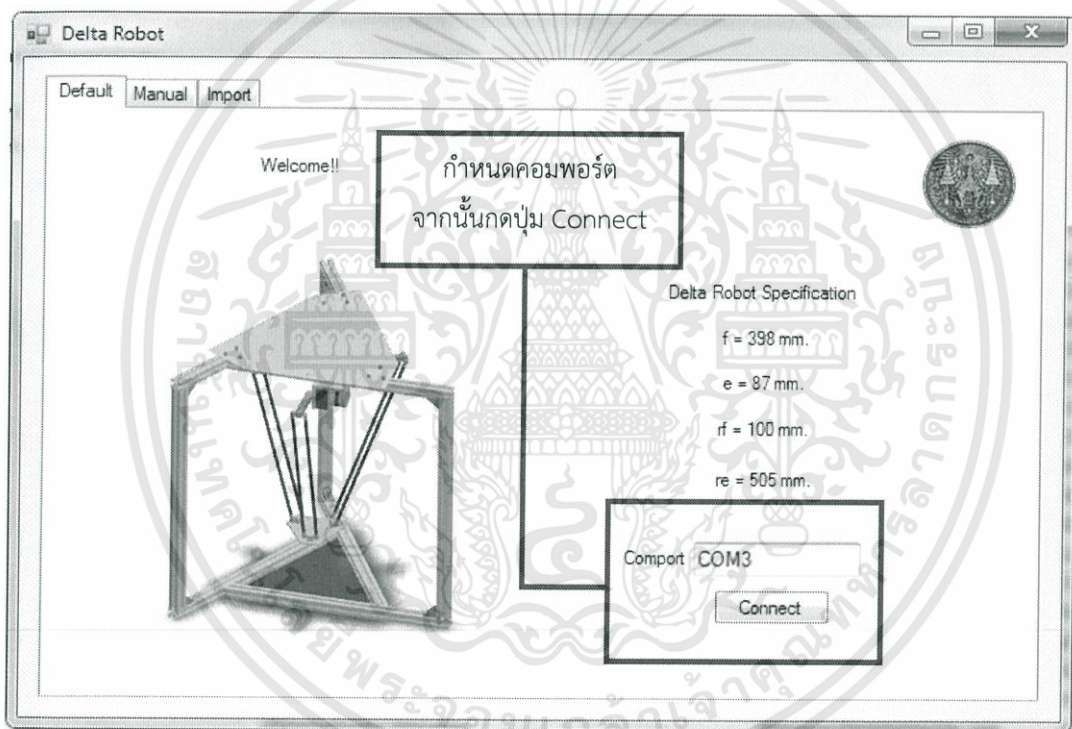 Delta Robot
Default Manual Import
Welcome!!
กำหนดคอมพอร์ต
จากนั้นกดปุ่ม Connect
Delta Robot Specification
f = 398 mm.
e = 87 mm.
rf = 100 mm.
re = 505 mm.
Comport COM3
Connect